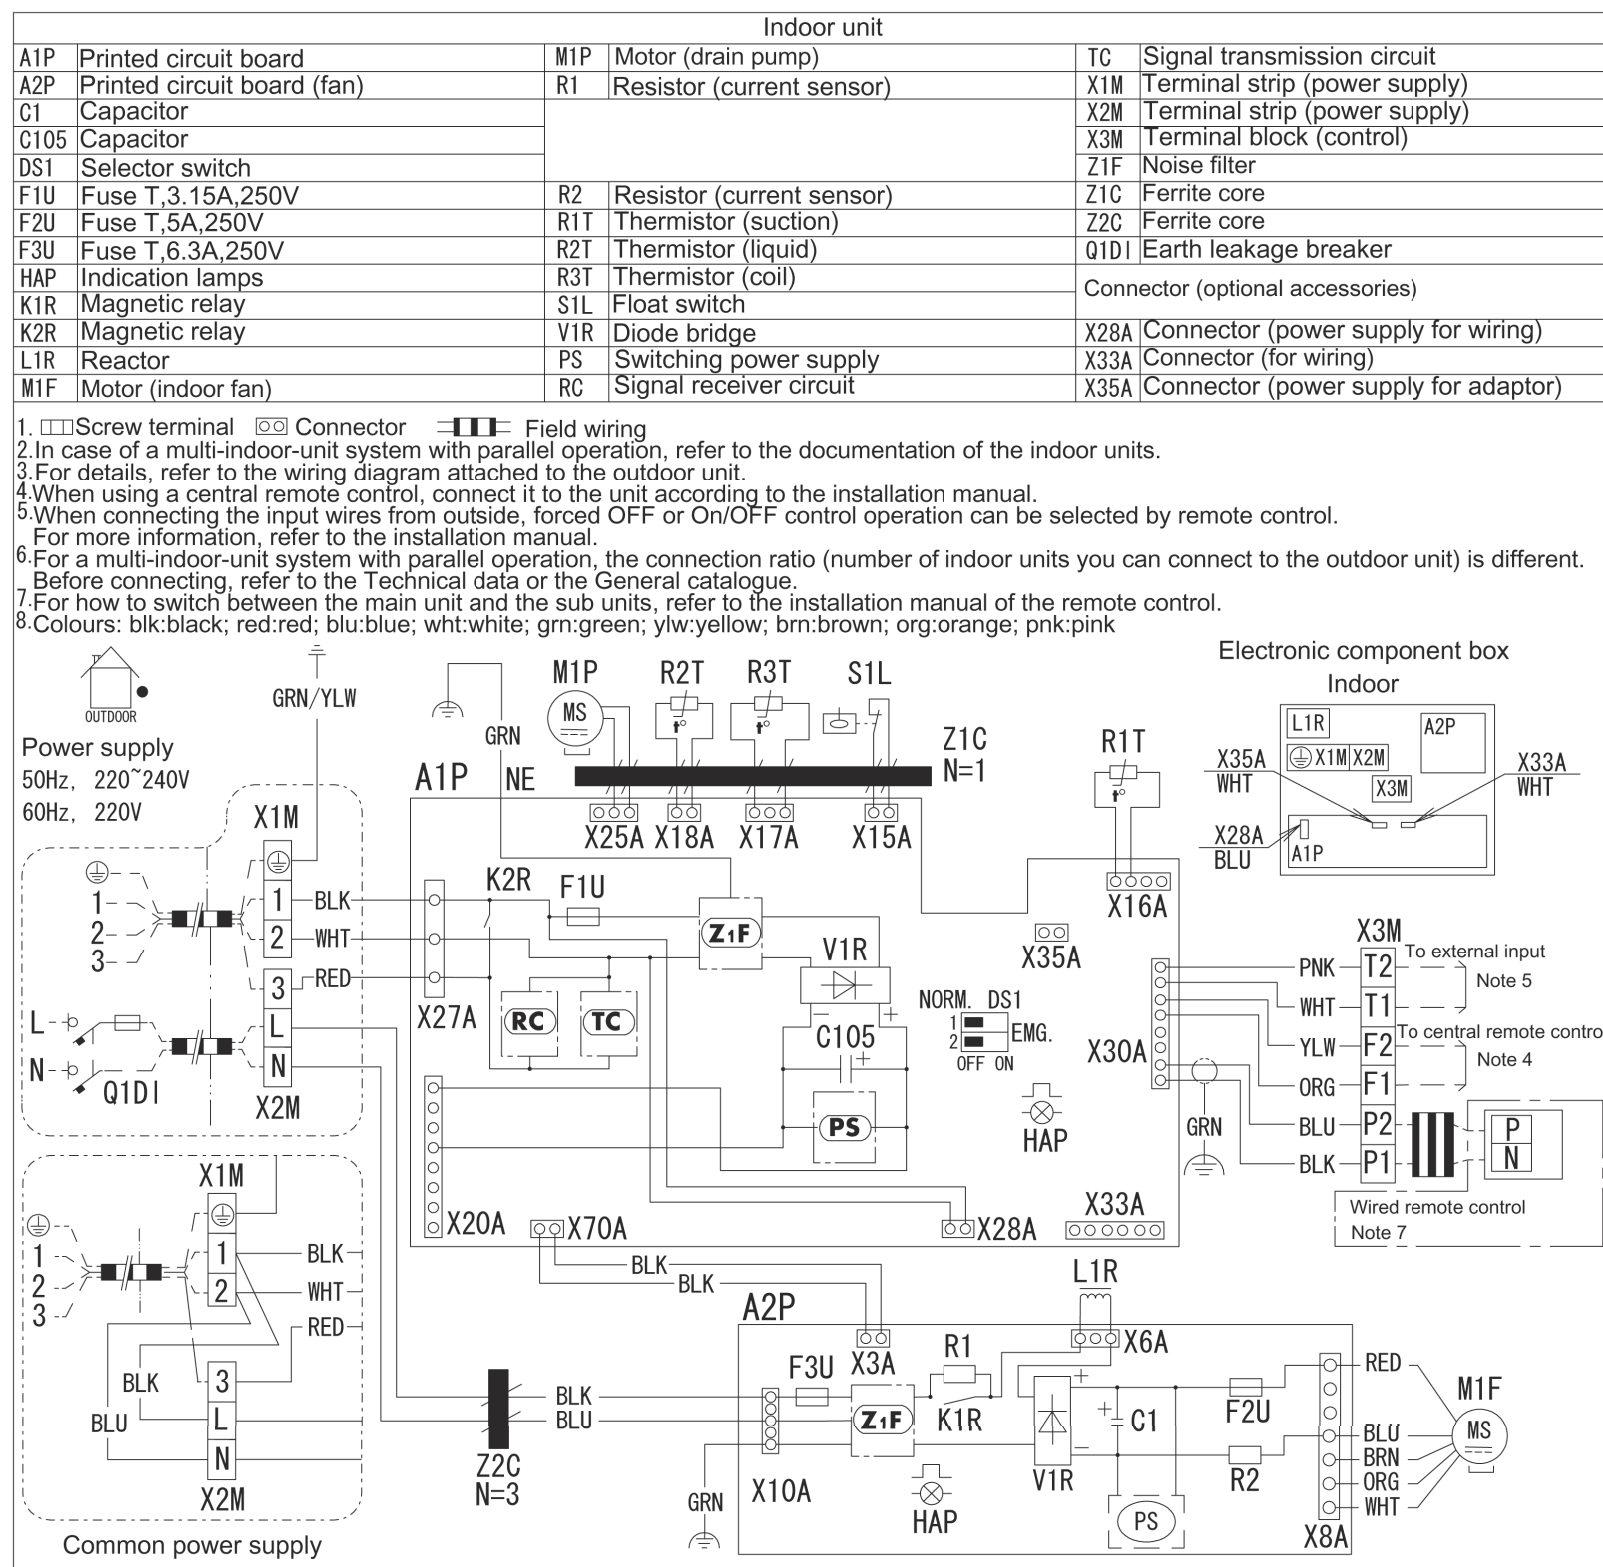 Indoor unit
A1P Printed circuit board M1P Motor (drain pump) TC Signal transmission circuit
A2P Printed circuit board (fan) R1 Resistor (current sensor) X1M Terminal strip (power supply)
C1 Capacitor X2M Terminal strip (power supply)
C105 Capacitor X3M Terminal block (control)
DS1 Selector switch Z1F Noise filter
F1U Fuse T,3.15A,250V R2 Resistor (current sensor) Z1C Ferrite core
F2U Fuse T,5A,250V R1T Thermistor (suction) Z2C Ferrite core
F3U Fuse T,6.3A,250V R2T Thermistor (liquid) Q1DI Earth leakage breaker
HAP Indication lamps R3T Thermistor (coil) Connector (optional accessories)
K1R Magnetic relay S1L Float switch
K2R Magnetic relay V1R Diode bridge X28A Connector (power supply for wiring)
L1R Reactor PS Switching power supply X33A Connector (for wiring)
M1F Motor (indoor fan) RC Signal receiver circuit X35A Connector (power supply for adaptor)
1. Screw terminal Connector Field wiring
2.In case of a multi-indoor-unit system with parallel operation, refer to the documentation of the indoor units.
3.For details, refer to the wiring diagram attached to the outdoor unit.
4.When using a central remote control, connect it to the unit according to the installation manual.
5.When connecting the input wires from outside, forced OFF or On/OFF control operation can be selected by remote control.
For more information, refer to the installation manual.
6.For a multi-indoor-unit system with parallel operation, the connection ratio (number of indoor units you can connect to the outdoor unit) is different.
Before connecting, refer to the Technical data or the General catalogue.
7.For how to switch between the main unit and the sub units, refer to the installation manual of the remote control.
8.Colours: blk:black; red:red; blu:blue; wht:white; grn:green; ylw:yellow; brn:brown; org:orange; pnk:pink
OUTDOOR
Power supply
50Hz, 220~240V
60Hz, 220V
GRN/YLW
X1M
1
2
3
1
2
BLK
WHT
3
RED
L
N
L
N
Q1DI
X2M
X1M
1
2
3
1
2
BLK
WHT
RED
3
L
N
BLK
BLU
X2M
Common power supply
A1P
NE
GRN
M1P
MS
R2T
t°
R3T
t°
S1L
Z1C
N=1
X25A
X18A
X17A
X15A
R1T
t°
X16A
K2R
F1U
Z1F
V1R
X27A
RC
TC
C105
+
−
+
PS
X35A
NORM. DS1
1
2
EMG.
OFF ON
HAP
X30A
X20A
X70A
X28A
X33A
Electronic component box
Indoor
L1R
A2P
X1M
X2M
X3M
A1P
X35A
WHT
X33A
WHT
X28A
BLU
X3M
PNK T2 To external input
Note 5
WHT T1
YLW F2 To central remote contro
Note 4
ORG F1
BLU P2
BLK P1
GRN
P
N
Wired remote control
Note 7
BLK
BLK
A2P
X3A
L1R
X6A
F3U
R1
K1R
Z1F
BLK
BLU
Z2C
N=3
GRN
X10A
HAP
V1R
+
−
+
C1
PS
F2U
R2
X8A
RED
BLU
BRN
ORG
WHT
M1F
MS